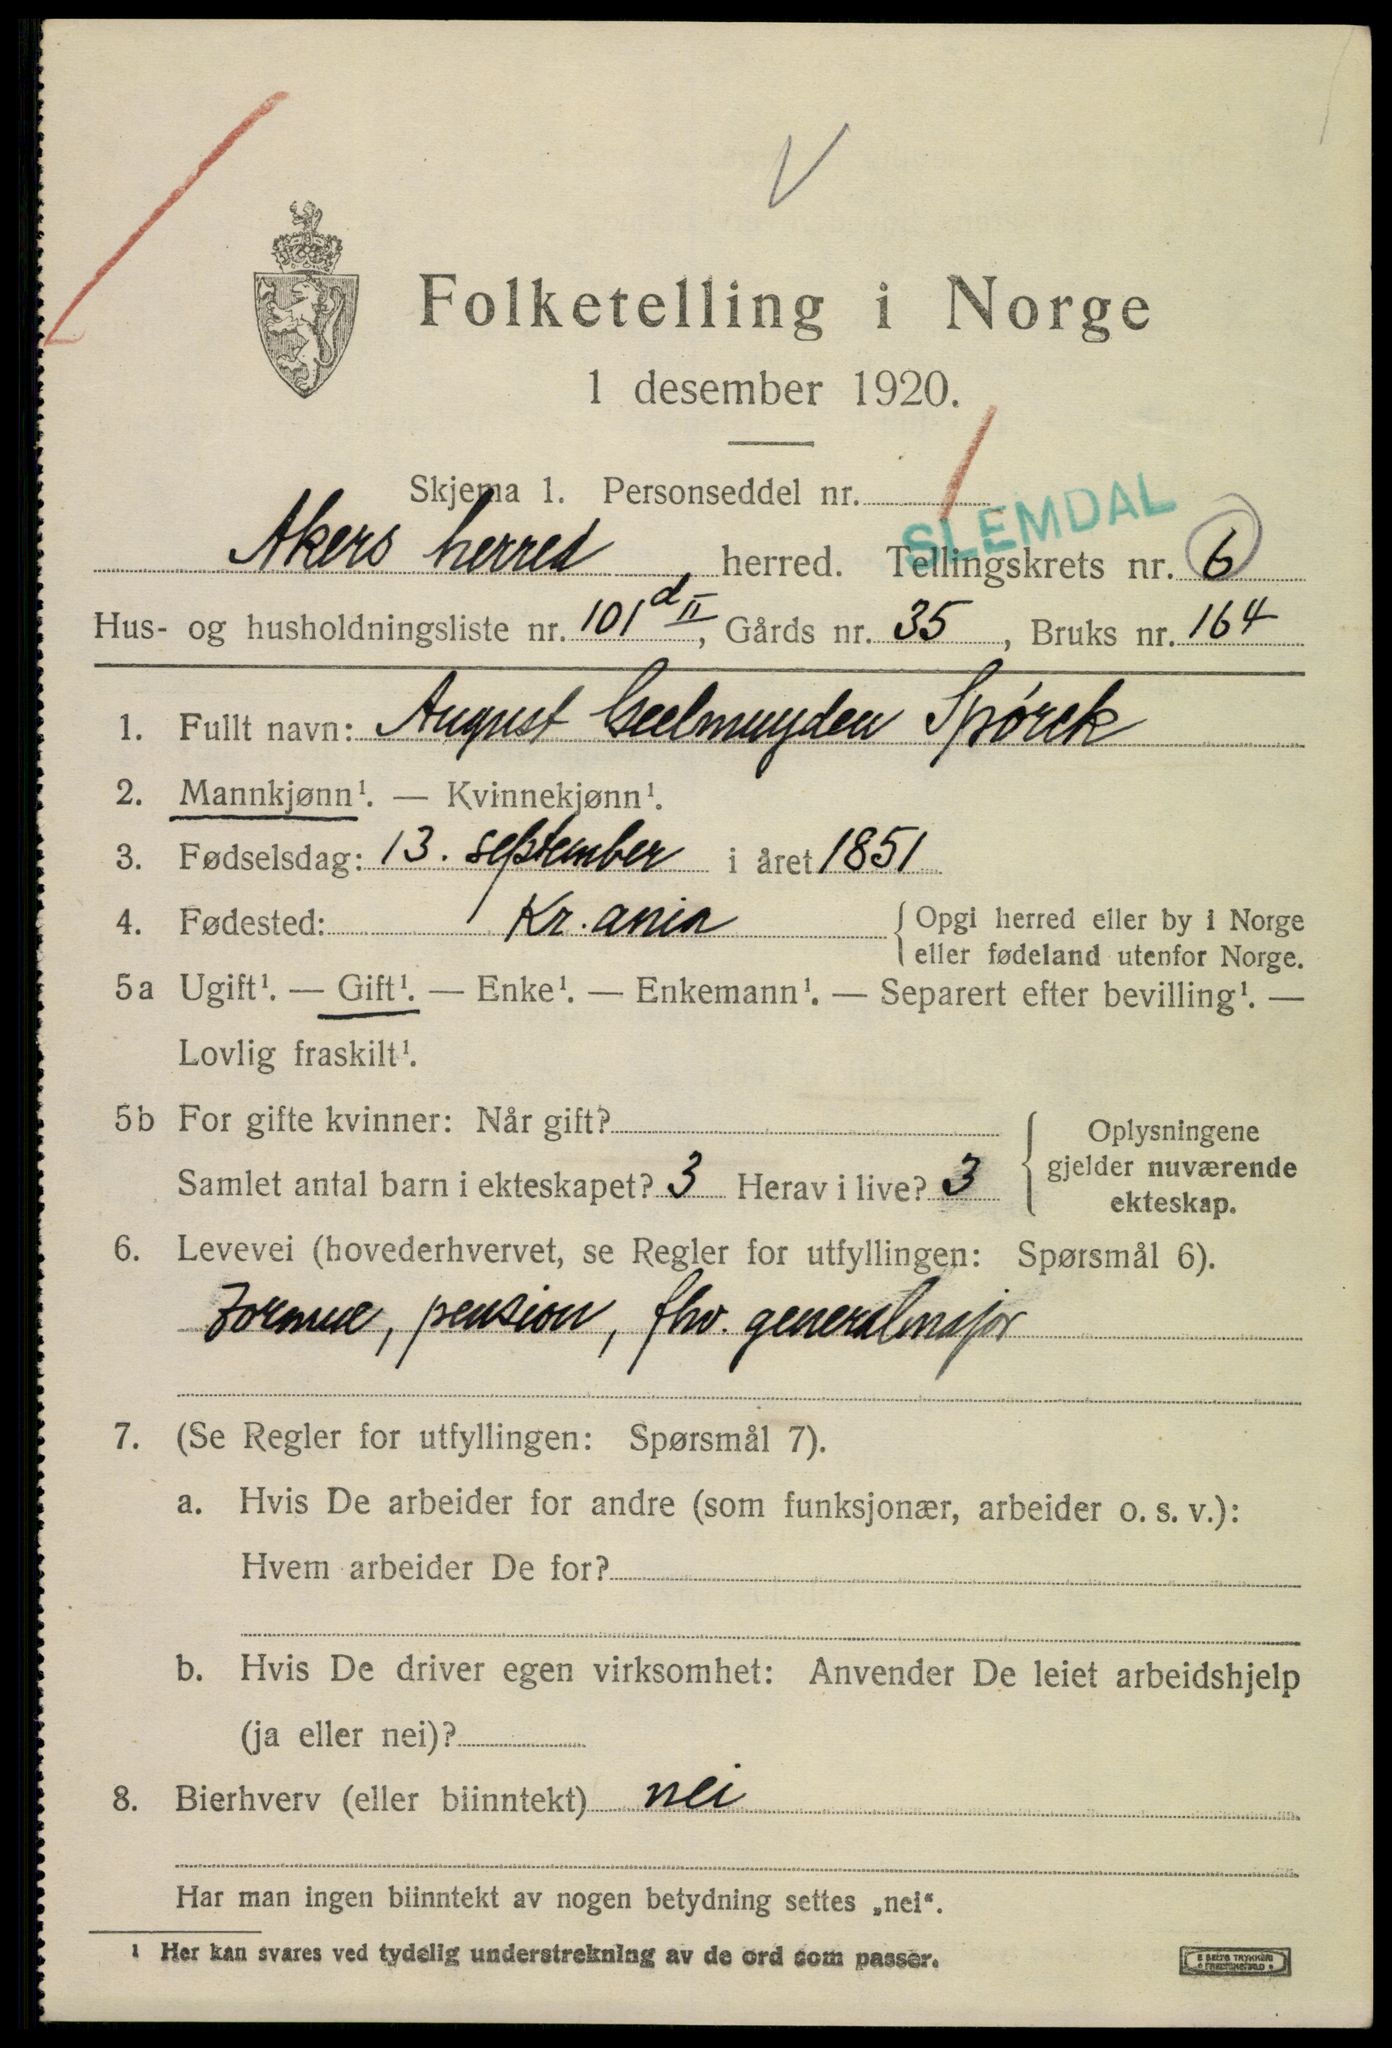 Folketelling i Norge
1 desember 1920.
Skjema 1. Personseddel nr.
SLEMDAL
Akers herred, herred. Tellingskrets nr. 6
Hus- og husholdningsliste nr. 101 d II, Gårds nr. 35, Bruks nr. 164
1. Fullt navn: August Geelmuyden Spørck
2. Mannkjønn¹. — Kvinnekjønn¹.
3. Fødselsdag: 13. september i året 1851
4. Fødested: Kr.ania { Opgi herred eller by i Norge
eller fødeland utenfor Norge.
5a Ugift¹. — Gift¹. — Enke¹. — Enkemann¹. — Separert efter bevilling¹. —
Lovlig fraskilt¹.
5b For gifte kvinner: Når gift?
Samlet antal barn i ekteskapet? 3 Herav i live? 3
{ Oplysningene
gjelder nuværende
ekteskap.
6. Levevei (hovederhvervet, se Regler for utfyllingen: Spørsmål 6).
Formue, pension, fhv. generalmajor
7. (Se Regler for utfyllingen: Spørsmål 7).
a. Hvis De arbeider for andre (som funksjonær, arbeider o. s. v.):
Hvem arbeider De for?
b. Hvis De driver egen virksomhet: Anvender De leiet arbeidshjelp
(ja eller nei)?
8. Bierhverv (eller biinntekt) nei
Har man ingen biinntekt av nogen betydning settes „nei“.
¹ Her kan svares ved tydelig understrekning av de ord som passer.